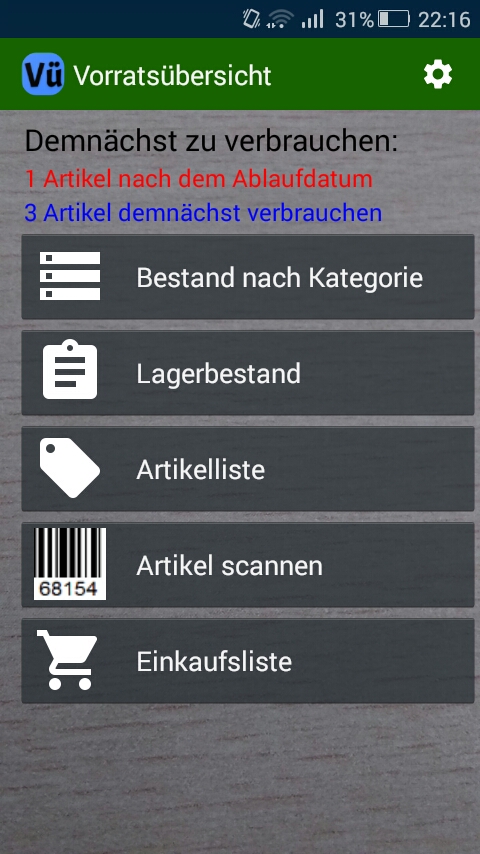 31% 22:16
Vü Vorratsübersicht
Demnächst zu verbrauchen:
1 Artikel nach dem Ablaufdatum
3 Artikel demnächst verbrauchen
Bestand nach Kategorie
Lagerbestand
Artikelliste
68154
Artikel scannen
Einkaufsliste